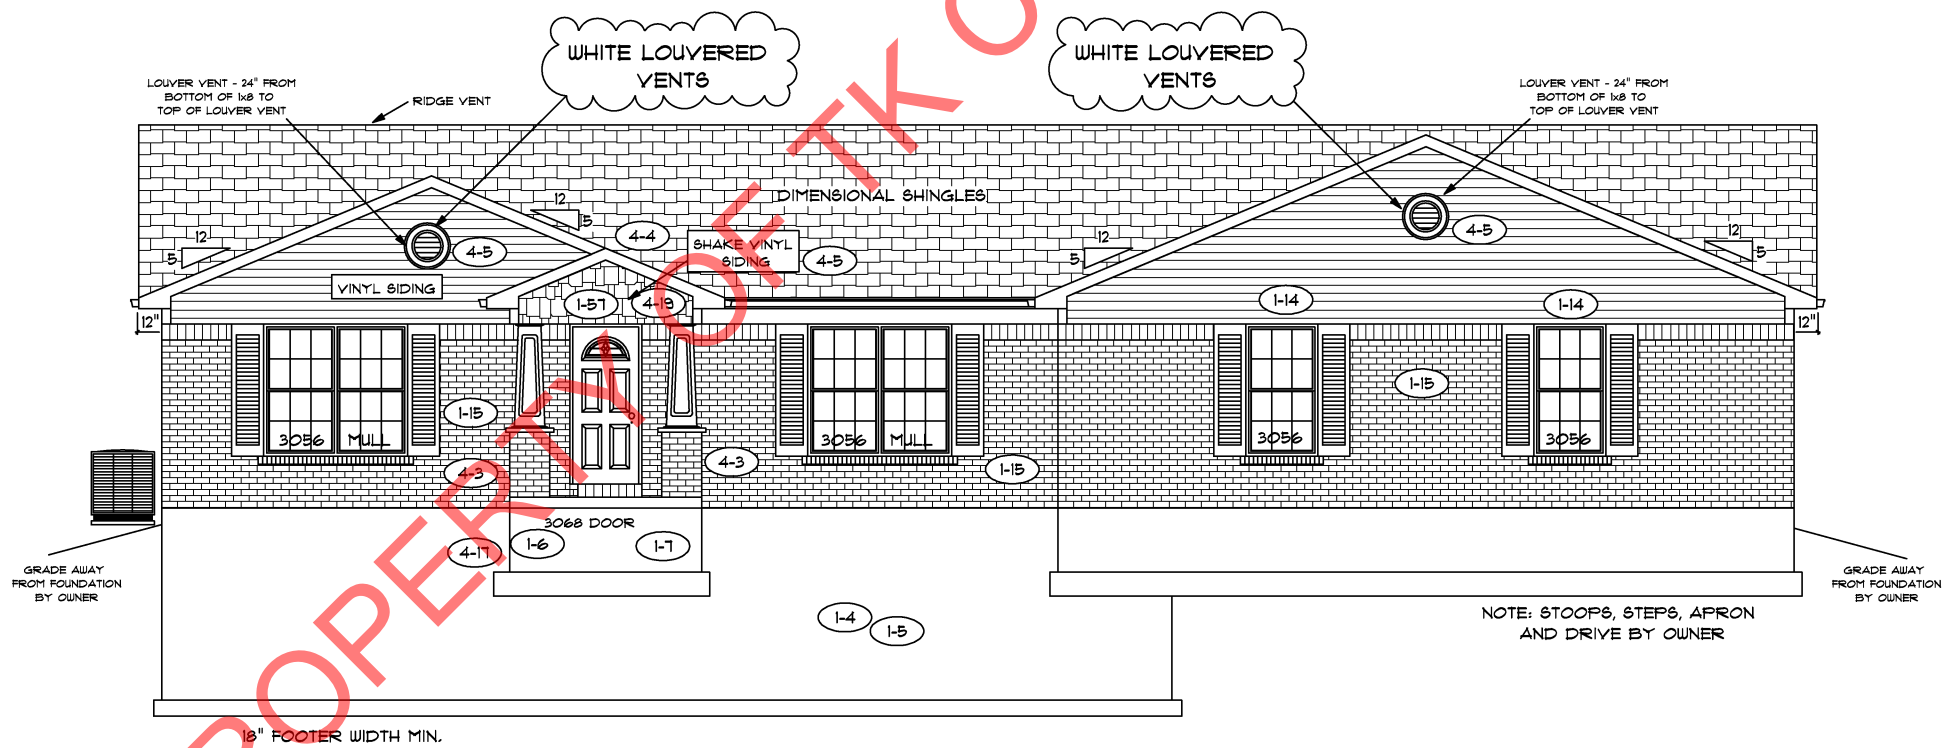 WHITE LOUVERED
VENTS
WHITE LOUVERED
VENTS
LOUVER VENT - 24" FROM
BOTTOM OF 1x8 TO
TOP OF LOUVER VENT
RIDGE VENT
LOUVER VENT - 24" FROM
BOTTOM OF 1x8 TO
TOP OF LOUVER VENT
DIMENSIONAL SHINGLES
12
5
12
5
12
5
12
5
4-4
4-5
SHAKE VINYL
SIDING
4-5
4-5
VINYL SIDING
1-57
4-19
1-14
1-14
12"
12"
1-15
1-15
3056 MULL
3056 MULL
3056
3056
4-3
4-3
1-15
3068 DOOR
4-17
1-6
1-7
GRADE AWAY
FROM FOUNDATION
BY OWNER
GRADE AWAY
FROM FOUNDATION
BY OWNER
1-4
1-5
NOTE: STOOPS, STEPS, APRON
AND DRIVE BY OWNER
18" FOOTER WIDTH MIN.
ROPERTY OF TK O